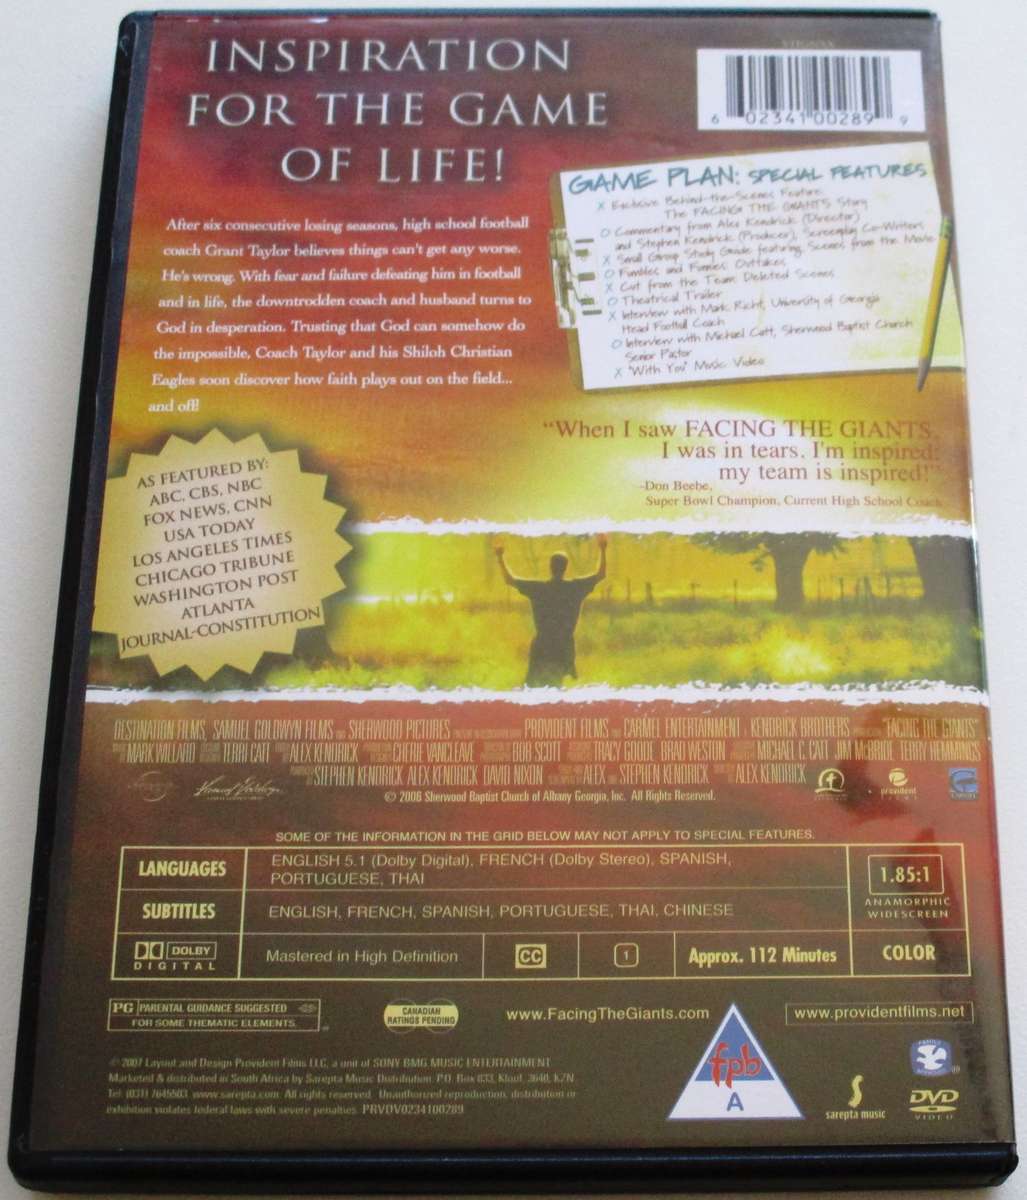 INSPIRATION
FOR THE GAME
OF LIFE!
6 02341 00289 9
After six consecutive losing seasons, high school football
coach Grant Taylor believes things can't get any worse.
He's wrong. With fear and failure defeating him in football
and in life, the downtrodden coach and husband turns to
God in desperation. Trusting that God can somehow do
the impossible, Coach Taylor and his Shiloh Christian
Eagles soon discover how faith plays out on the field...
and off!
GAME PLAN: SPECIAL FEATURES
X Exclusive Behind-the-Scenes Feature:
The FACING THE GIANTS Story
O Commentary from Alex Kendrick (Director)
and Stephen Kendrick (Producer), Screenplay Co-Writers
X Small Group Study Guide featuring Scenes from the Movie
O Fumbles and Funnies: Outtakes
X Cut from the Team: Deleted Scenes
O Theatrical Trailer
X Interview with Mark Richt, University of Georgia
Head Football Coach
O Interview with Michael Catt, Sherwood Baptist Church
Senior Pastor
X "With You" Music Video
"When I saw FACING THE GIANTS,
I was in tears. I'm inspired;
my team is inspired!"
-Don Beebe,
Super Bowl Champion, Current High School Coach
AS FEATURED BY:
ABC, CBS, NBC
FOX NEWS, CNN
USA TODAY
LOS ANGELES TIMES
CHICAGO TRIBUNE
WASHINGTON POST
ATLANTA
JOURNAL-CONSTITUTION
DESTINATION FILMS, SAMUEL GOLDWYN FILMS AND SHERWOOD PICTURES PROVIDENT FILMS CARMEL ENTERTAINMENT KENDRICK BROTHERS "FACING THE GIANTS"
MARK WILLARD TERRI CATT ALEX KENDRICK CHERIE VANCLEAVE BOB SCOTT TRACY GOODE BRAD WESTON MICHAEL C. CATT JIM McBRIDE TERRY HEMMINGS
STEPHEN KENDRICK ALEX KENDRICK DAVID NIXON ALEX AND STEPHEN KENDRICK ALEX KENDRICK
provident
FILMS
© 2006 Sherwood Baptist Church of Albany Georgia, Inc. All Rights Reserved.
SOME OF THE INFORMATION IN THE GRID BELOW MAY NOT APPLY TO SPECIAL FEATURES.
LANGUAGES
ENGLISH 5.1 (Dolby Digital), FRENCH (Dolby Stereo), SPANISH,
PORTUGUESE, THAI
1.85:1
ANAMORPHIC
WIDESCREEN
SUBTITLES
ENGLISH, FRENCH, SPANISH, PORTUGUESE, THAI, CHINESE
DOLBY
DIGITAL
Mastered in High Definition
CC
1
Approx. 112 Minutes
COLOR
PG PARENTAL GUIDANCE SUGGESTED
FOR SOME THEMATIC ELEMENTS.
CANADIAN
RATINGS PENDING
www.FacingTheGiants.com
www.providentfilms.net
fpb
A
© 2007 Layout and Design Provident Films LLC, a unit of SONY BMG MUSIC ENTERTAINMENT
Marketed & distributed in South Africa by Sarepta Music Distribution. P.O. Box 833, Kloof, 3640, KZN
Tel: (031) 7645503 www.sarepta.com All rights reserved. Unauthorized reproduction, distribution or
exhibition violates federal laws with severe penalties. PRVDV0234100289
sarepta music
DVD
VIDEO